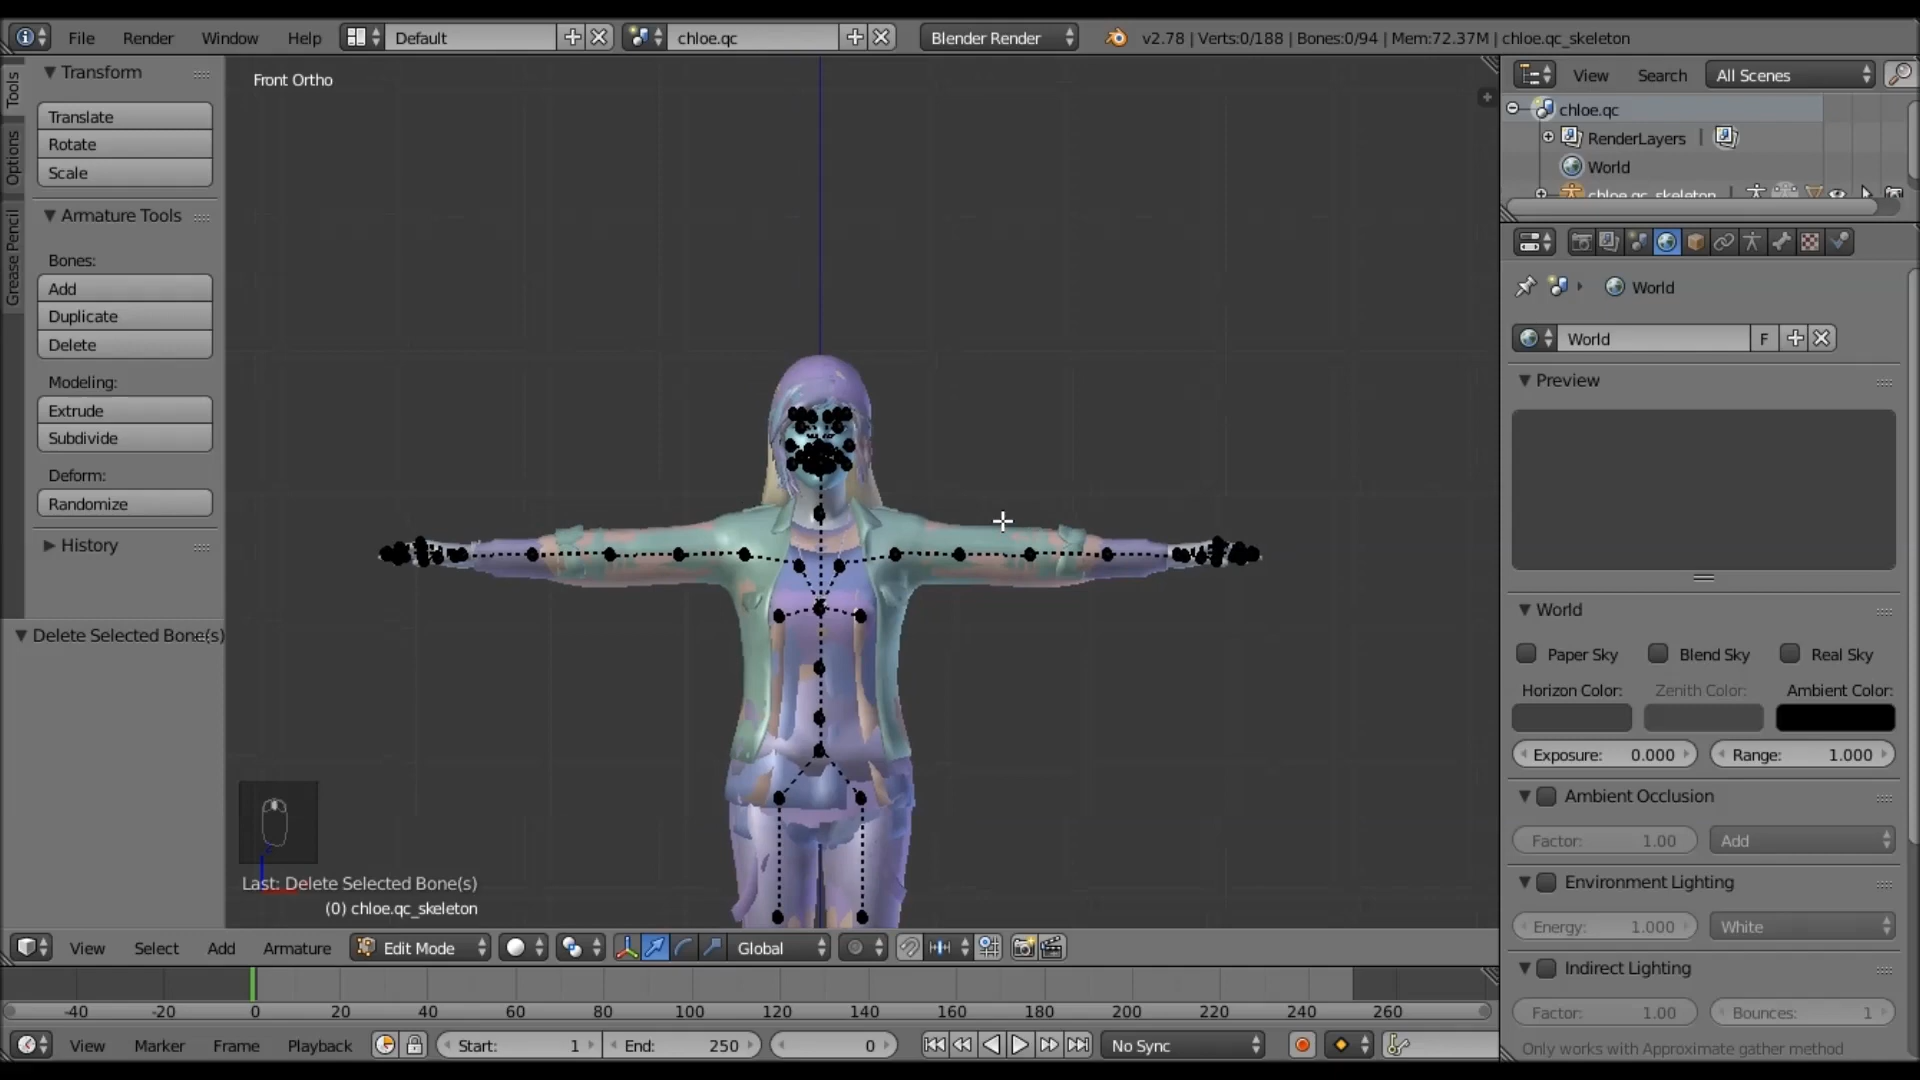 File Render Window Help Default chloe.qc Blender Render v2.78 | Verts:0/188 | Bones:0/94 | Mem:72.37M | chloe.qc_skeleton
Tools
Options
Grease Pencil
Transform
Translate
Rotate
Scale
Armature Tools
Bones:
Add
Duplicate
Delete
Modeling:
Extrude
Subdivide
Deform:
Randomize
History
Delete Selected Bone(s)
Front Ortho
Last: Delete Selected Bone(s)
(0) chloe.qc_skeleton
View Search All Scenes
chloe.qc
RenderLayers |
World
chloe.qc_skeleton |
World
World F
Preview
World
Paper Sky Blend Sky Real Sky
Horizon Color: Zenith Color: Ambient Color:
Exposure: 0.000 Range: 1.000
Ambient Occlusion
Factor: 1.00 Add
Environment Lighting
Energy: 1.000 White
Indirect Lighting
Factor: 1.00 Bounces: 1
Only works with Approximate gather method
View Select Add Armature Edit Mode Global
-40 -20 0 20 40 60 80 100 120 140 160 180 200 220 240 260
View Marker Frame Playback Start: 1 End: 250 0 No Sync